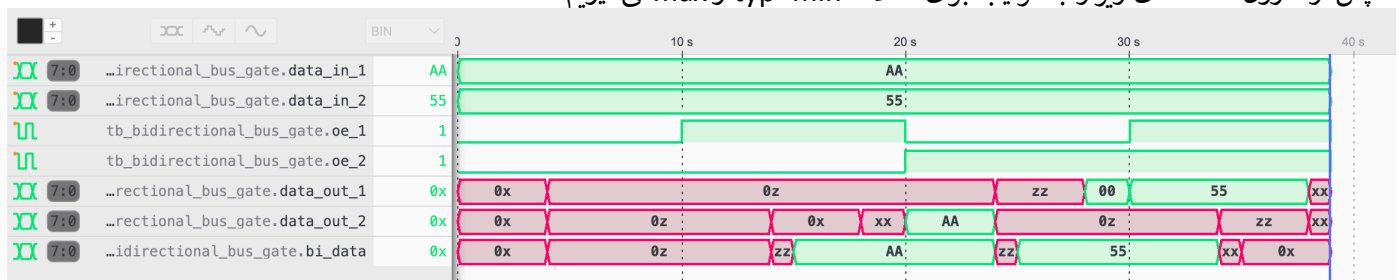 +
-
BIN
0
10 s
20 s
30 s
40 s
7:0 …irectional_bus_gate.data_in_1 AA AA
7:0 …irectional_bus_gate.data_in_2 55 55
tb_bidirectional_bus_gate.oe_1 1
tb_bidirectional_bus_gate.oe_2 1
7:0 …rectional_bus_gate.data_out_1 0x 0x 0z zz 00 55 xx
7:0 …rectional_bus_gate.data_out_2 0x 0x 0z 0x xx AA 0z zz xx
7:0 …idirectional_bus_gate.bi_data 0x 0x 0z zz AA zz 55 xx 0x